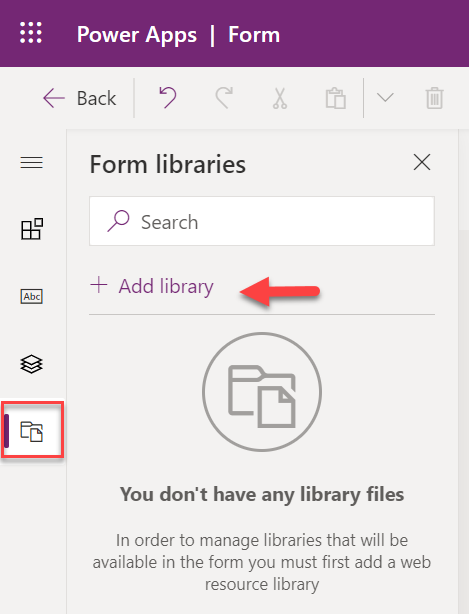 Power Apps | Form
Back
Form libraries
Search
Abc
Add library
You don't have any library files
In order to manage libraries that will be
available in the form you must first add a web
resource library